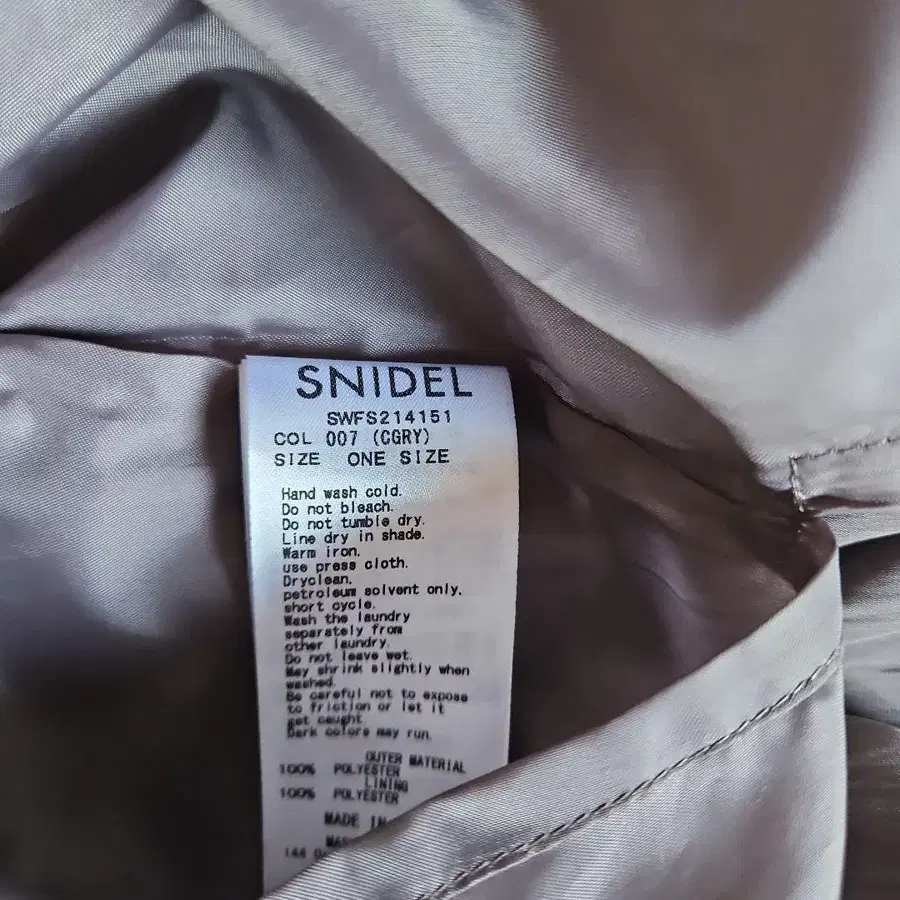 SNIDEL
SWFS214151
COL 007 (CGRY)
SIZE ONE SIZE
Hand wash cold.
Do not bleach.
Do not tumble dry.
Line dry in shade.
Warm iron.
use press cloth.
Dryclean.
petroleum solvent only.
short cycle.
Wash the laundry
separately from
other laundry.
Do not leave wet.
May shrink slightly when
washed.
Be careful not to expose
to friction or let it
get caught.
Dark colors may run.
OUTER MATERIAL
100% POLYESTER
LINING
100% POLYESTER
MADE IN
144